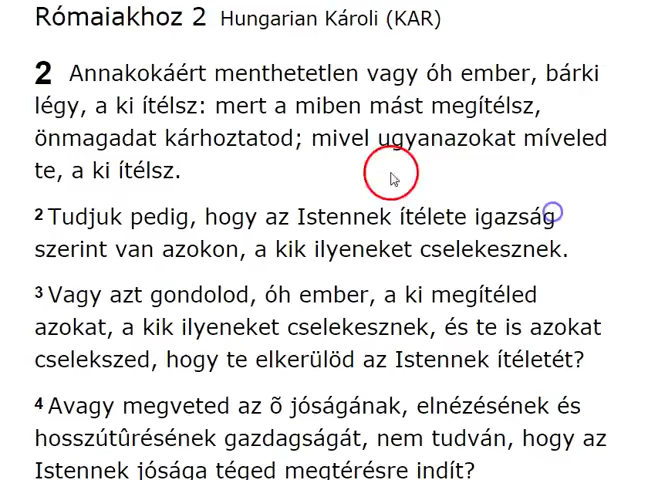 Rómaiakhoz 2 Hungarian Károli (KAR)
2 Annakokáért menthetetlen vagy óh ember, bárki
légy, a ki ítélsz: mert a miben mást megítélsz,
önmagadat kárhoztatod; mivel ugyanazokat míveled
te, a ki ítélsz.
2 Tudjuk pedig, hogy az Istennek ítélete igazság
szerint van azokon, a kik ilyeneket cselekesznek.
3 Vagy azt gondolod, óh ember, a ki megítéled
azokat, a kik ilyeneket cselekesznek, és te is azokat
cselekszed, hogy te elkerülöd az Istennek ítéletét?
4 Avagy megveted az õ jóságának, elnézésének és
hosszútûrésének gazdagságát, nem tudván, hogy az
Istennek jósága téged megtérésre indít?